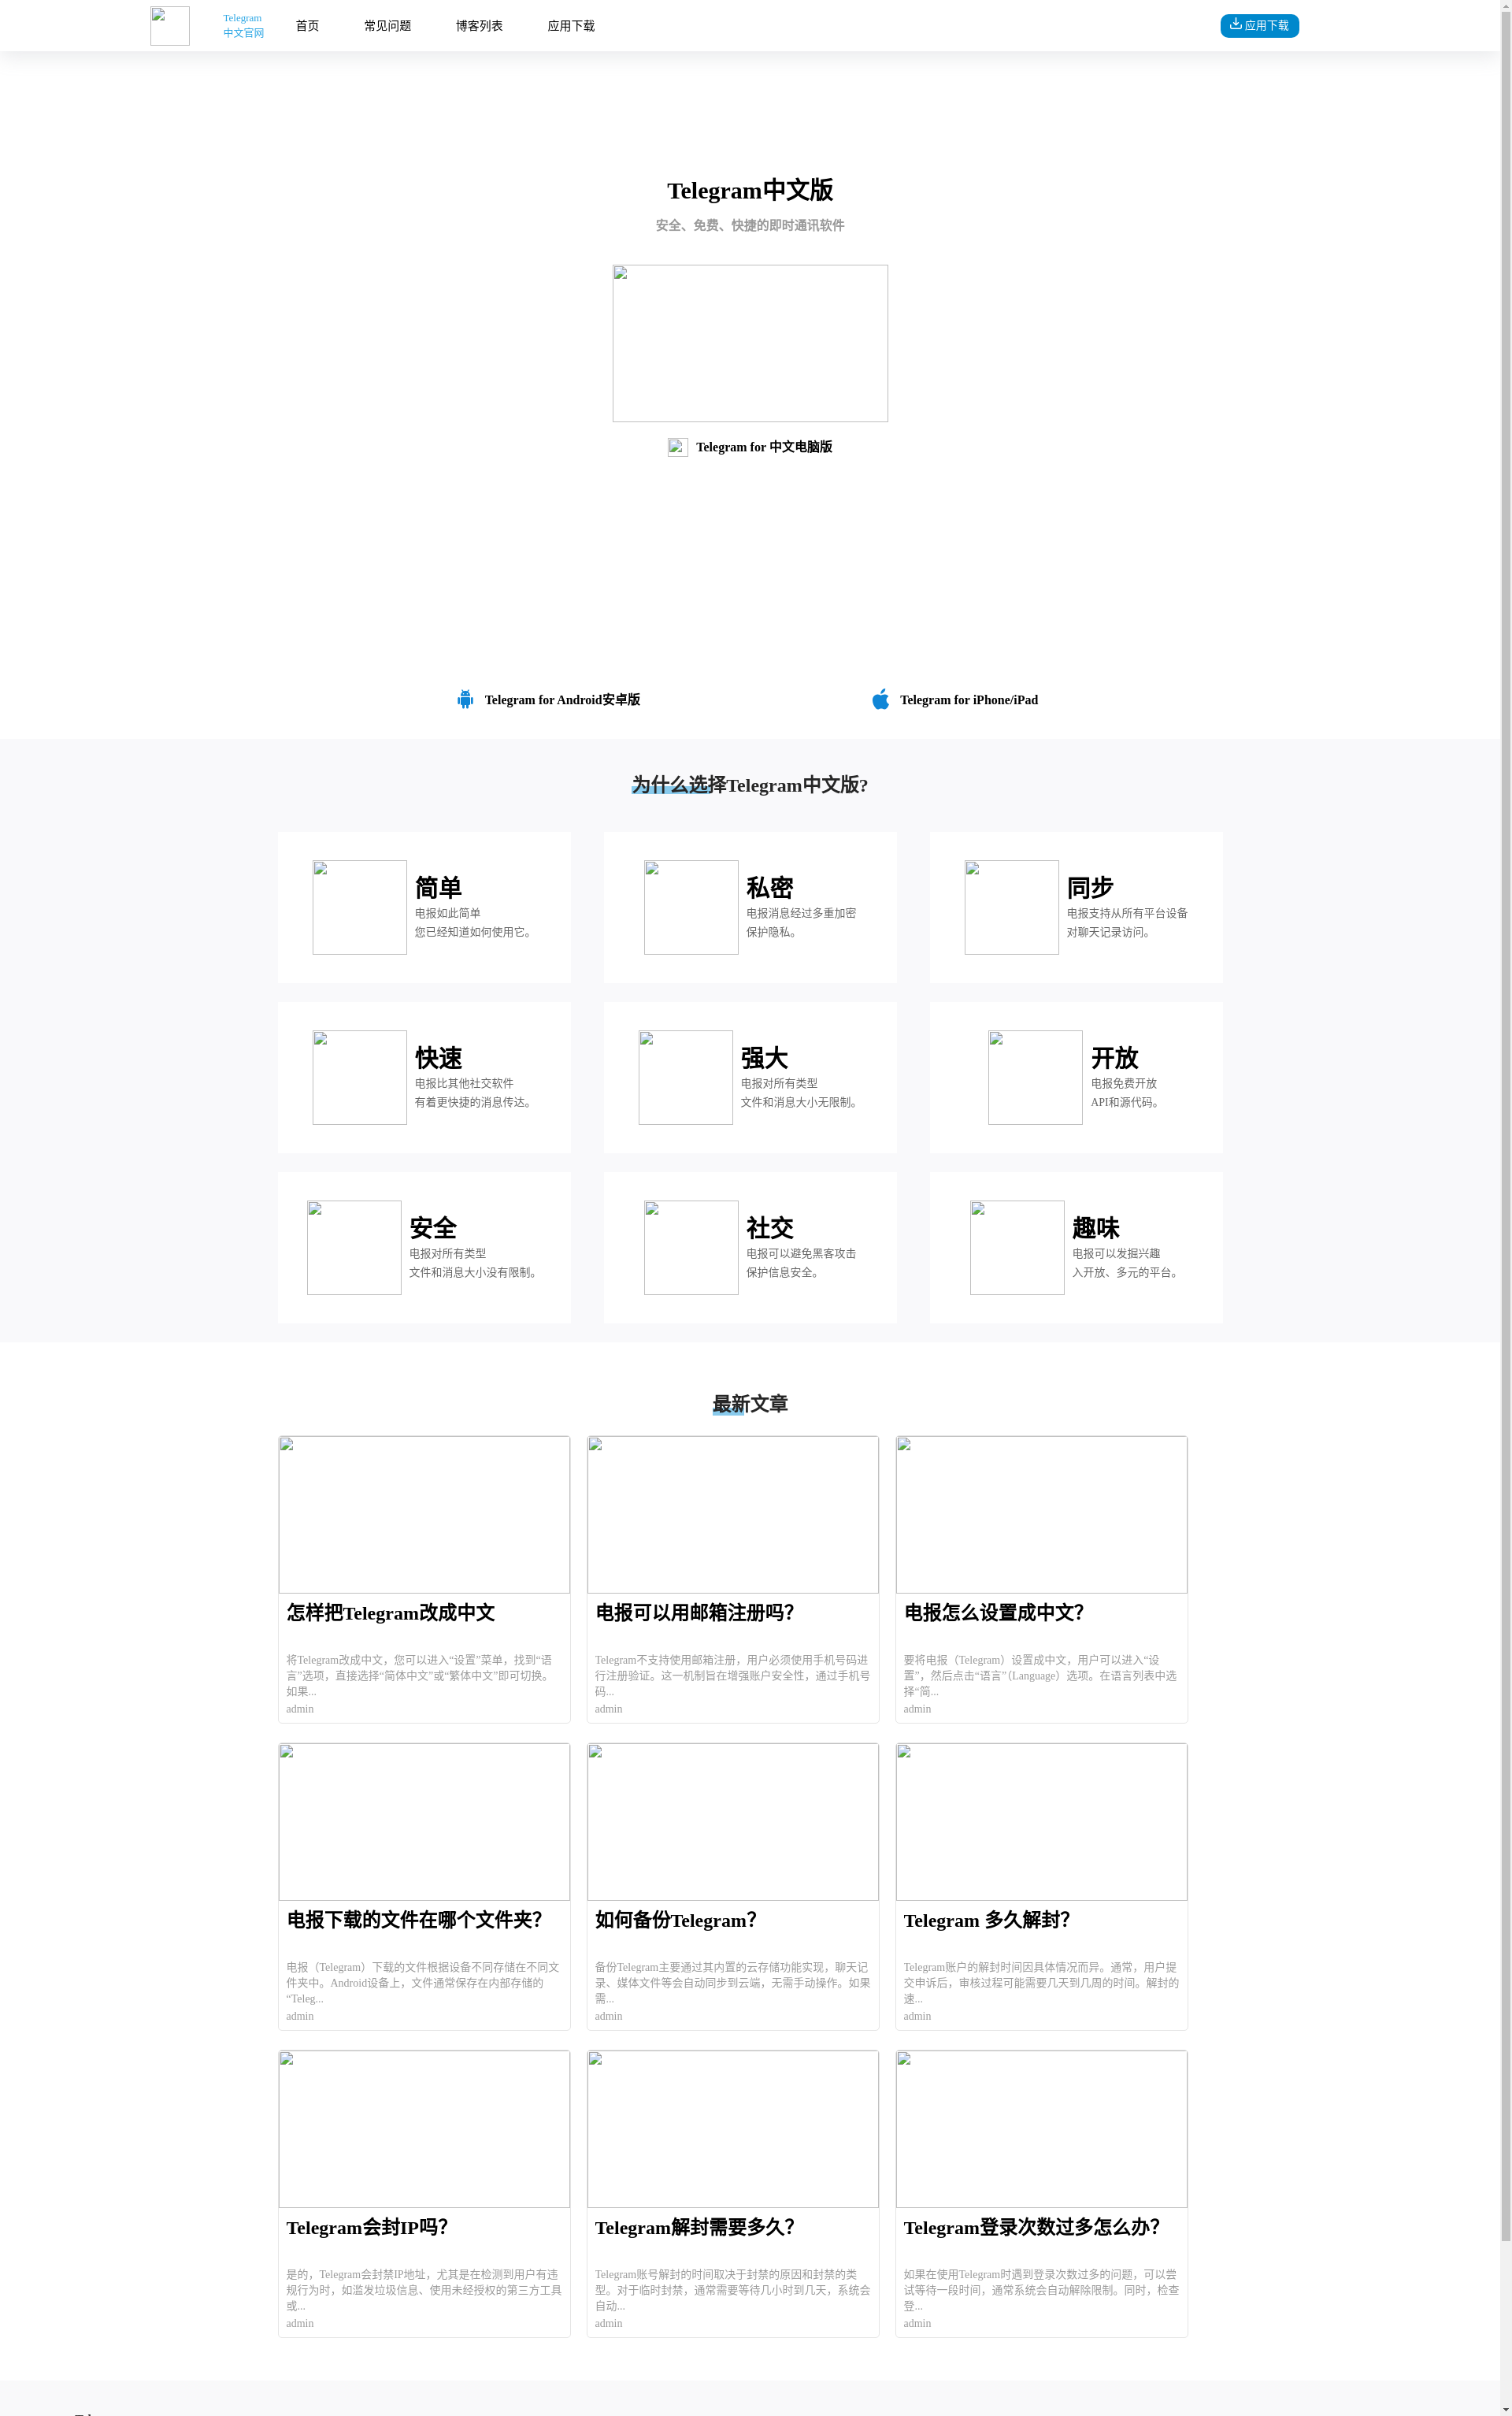 Telegram
中文官网
首页
常见问题
博客列表
应用下载
应用下载
Telegram中文版
安全、免费、快捷的即时通讯软件
Telegram for 中文电脑版
Telegram for Android安卓版
Telegram for iPhone/iPad
为什么选择Telegram中文版?
简单
电报如此简单
您已经知道如何使用它。
私密
电报消息经过多重加密
保护隐私。
同步
电报支持从所有平台设备
对聊天记录访问。
快速
电报比其他社交软件
有着更快捷的消息传达。
强大
电报对所有类型
文件和消息大小无限制。
开放
电报免费开放
API和源代码。
安全
电报对所有类型
文件和消息大小没有限制。
社交
电报可以避免黑客攻击
保护信息安全。
趣味
电报可以发掘兴趣
入开放、多元的平台。
最新文章
怎样把Telegram改成中文
将Telegram改成中文，您可以进入“设置”菜单，找到“语
言”选项，直接选择“简体中文”或“繁体中文”即可切换。
如果...
admin
电报可以用邮箱注册吗？
Telegram不支持使用邮箱注册，用户必须使用手机号码进
行注册验证。这一机制旨在增强账户安全性，通过手机号
码...
admin
电报怎么设置成中文？
要将电报（Telegram）设置成中文，用户可以进入“设
置”，然后点击“语言”（Language）选项。在语言列表中选
择“简...
admin
电报下载的文件在哪个文件夹？
电报（Telegram）下载的文件根据设备不同存储在不同文
件夹中。Android设备上，文件通常保存在内部存储的
“Teleg...
admin
如何备份Telegram？
备份Telegram主要通过其内置的云存储功能实现，聊天记
录、媒体文件等会自动同步到云端，无需手动操作。如果
需...
admin
Telegram 多久解封？
Telegram账户的解封时间因具体情况而异。通常，用户提
交申诉后，审核过程可能需要几天到几周的时间。解封的
速...
admin
Telegram会封IP吗？
是的，Telegram会封禁IP地址，尤其是在检测到用户有违
规行为时，如滥发垃圾信息、使用未经授权的第三方工具
或...
admin
Telegram解封需要多久？
Telegram账号解封的时间取决于封禁的原因和封禁的类
型。对于临时封禁，通常需要等待几小时到几天，系统会
自动...
admin
Telegram登录次数过多怎么办？
如果在使用Telegram时遇到登录次数过多的问题，可以尝
试等待一段时间，通常系统会自动解除限制。同时，检查
登...
admin